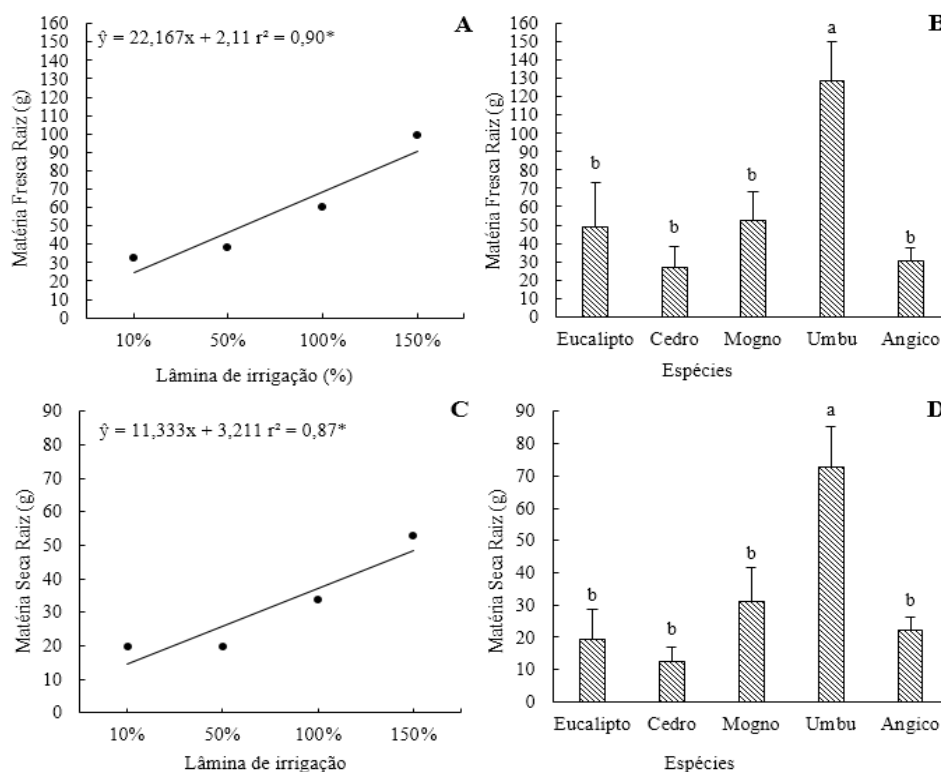 A
ŷ = 22,167x + 2,11 r² = 0,90*
Matéria Fresca Raiz (g)
160
150
140
130
120
110
100
90
80
70
60
50
40
30
20
10
0
10% 50% 100% 150%
Lâmina de irrigação (%)
B
Matéria Fresca Raiz (g)
160
150
140
130
120
110
100
90
80
70
60
50
40
30
20
10
0
b b b a b
Eucalipto Cedro Mogno Umbu Angico
Espécies
C
ŷ = 11,333x + 3,211 r² = 0,87*
Matéria Seca Raiz (g)
90
80
70
60
50
40
30
20
10
0
10% 50% 100% 150%
Lâmina de irrigação
D
Matéria Seca Raiz (g)
90
80
70
60
50
40
30
20
10
0
b b b a b
Eucalipto Cedro Mogno Umbu Angico
Espécies